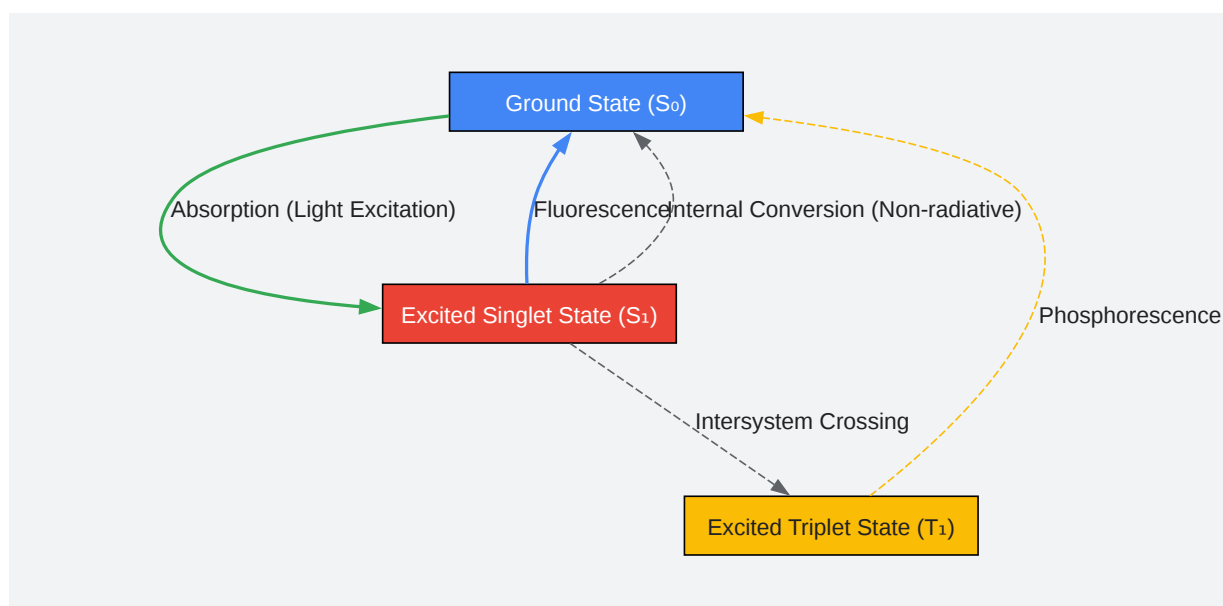 Ground State (S₀)
Absorption (Light Excitation)
Fluorescence
Internal Conversion (Non-radiative)
Excited Singlet State (S₁)
Phosphorescence
Intersystem Crossing
Excited Triplet State (T₁)